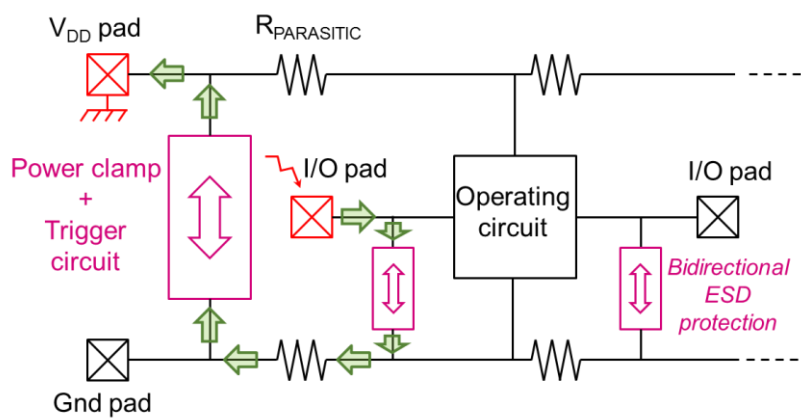 V_DD pad
R_PARASITIC
Power clamp
+
Trigger
circuit
I/O pad
Operating
circuit
I/O pad
Bidirectional
ESD
protection
Gnd pad